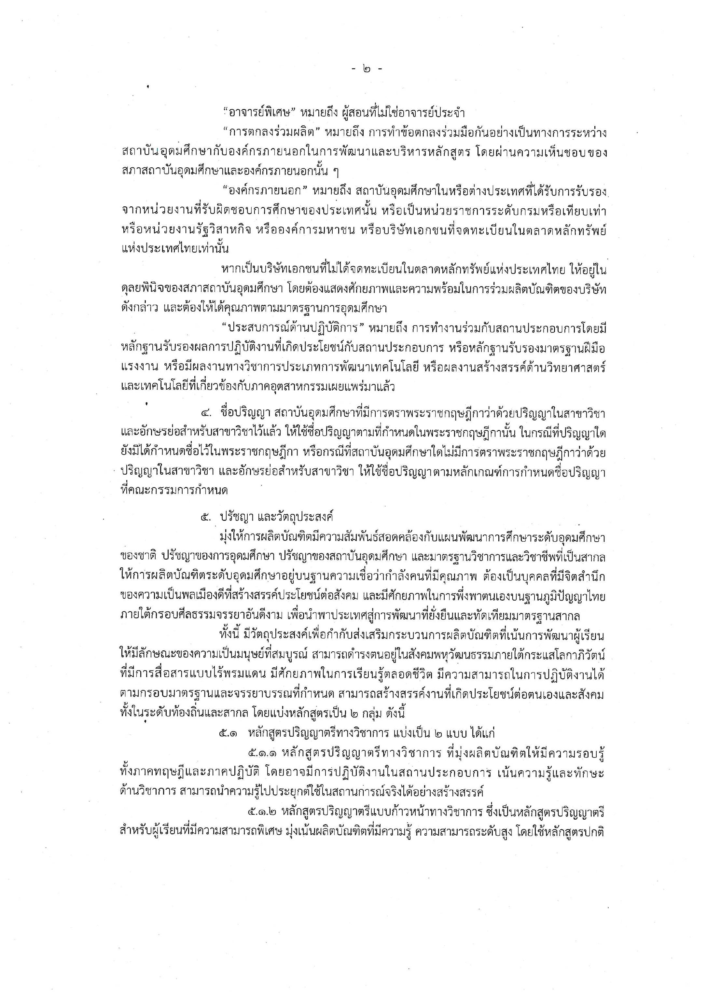 - ๒ -
“อาจารย์พิเศษ” หมายถึง ผู้สอนที่ไม่ใช่อาจารย์ประจำ
“การตกลงร่วมผลิต” หมายถึง การทำข้อตกลงร่วมมือกันอย่างเป็นทางการระหว่าง
สถาบันอุดมศึกษากับองค์กรภายนอกในการพัฒนาและบริหารหลักสูตร โดยผ่านความเห็นชอบของ
สภาสถาบันอุดมศึกษาและองค์กรภายนอกนั้น ๆ
“องค์กรภายนอก” หมายถึง สถาบันอุดมศึกษาในหรือต่างประเทศที่ได้รับการรับรอง
จากหน่วยงานที่รับผิดชอบการศึกษาของประเทศนั้น หรือเป็นหน่วยราชการระดับกรมหรือเทียบเท่า
หรือหน่วยงานรัฐวิสาหกิจ หรือองค์การมหาชน หรือบริษัทเอกชนที่จดทะเบียนในตลาดหลักทรัพย์
แห่งประเทศไทยเท่านั้น
หากเป็นบริษัทเอกชนที่ไม่ได้จดทะเบียนในตลาดหลักทรัพย์แห่งประเทศไทย ให้อยู่ใน
ดุลยพินิจของสภาสถาบันอุดมศึกษา โดยต้องแสดงศักยภาพและความพร้อมในการร่วมผลิตบัณฑิตของบริษัท
ดังกล่าว และต้องให้ได้คุณภาพตามมาตรฐานการอุดมศึกษา
“ประสบการณ์ด้านปฏิบัติการ” หมายถึง การทำงานร่วมกับสถานประกอบการโดยมี
หลักฐานรับรองผลการปฏิบัติงานที่เกิดประโยชน์กับสถานประกอบการ หรือหลักฐานรับรองมาตรฐานฝีมือ
แรงงาน หรือมีผลงานทางวิชาการประเภทการพัฒนาเทคโนโลยี หรือผลงานสร้างสรรค์ด้านวิทยาศาสตร์
และเทคโนโลยีที่เกี่ยวข้องกับภาคอุตสาหกรรมเผยแพร่มาแล้ว
๔. ชื่อปริญญา สถาบันอุดมศึกษาที่มีการตราพระราชกฤษฎีกาว่าด้วยปริญญาในสาขาวิชา
และอักษรย่อสำหรับสาขาวิชาไว้แล้ว ให้ใช้ชื่อปริญญาตามที่กำหนดในพระราชกฤษฎีกานั้น ในกรณีที่ปริญญาใด
ยังมิได้กำหนดชื่อไว้ในพระราชกฤษฎีกา หรือกรณีที่สถาบันอุดมศึกษาใดไม่มีการตราพระราชกฤษฎีกาว่าด้วย
ปริญญาในสาขาวิชา และอักษรย่อสำหรับสาขาวิชา ให้ใช้ชื่อปริญญาตามหลักเกณฑ์การกำหนดชื่อปริญญา
ที่คณะกรรมการกำหนด
๕. ปรัชญา และวัตถุประสงค์
มุ่งให้การผลิตบัณฑิตมีความสัมพันธ์สอดคล้องกับแผนพัฒนาการศึกษาระดับอุดมศึกษา
ของชาติ ปรัชญาของการอุดมศึกษา ปรัชญาของสถาบันอุดมศึกษา และมาตรฐานวิชาการและวิชาชีพที่เป็นสากล
ให้การผลิตบัณฑิตระดับอุดมศึกษาอยู่บนฐานความเชื่อว่ากำลังคนที่มีคุณภาพ ต้องเป็นบุคคลที่มีจิตสำนึก
ของความเป็นพลเมืองดีที่สร้างสรรค์ประโยชน์ต่อสังคม และมีศักยภาพในการพึ่งพาตนเองบนฐานภูมิปัญญาไทย
ภายใต้กรอบศีลธรรมจรรยาอันดีงาม เพื่อนำพาประเทศสู่การพัฒนาที่ยั่งยืนและทัดเทียมมาตรฐานสากล
ทั้งนี้ มีวัตถุประสงค์เพื่อกำกับส่งเสริมกระบวนการผลิตบัณฑิตที่เน้นการพัฒนาผู้เรียน
ให้มีลักษณะของความเป็นมนุษย์ที่สมบูรณ์ สามารถดำรงตนอยู่ในสังคมพหุวัฒนธรรมภายใต้กระแสโลกาภิวัตน์
ที่มีการสื่อสารแบบไร้พรมแดน มีศักยภาพในการเรียนรู้ตลอดชีวิต มีความสามารถในการปฏิบัติงานได้
ตามกรอบมาตรฐานและจรรยาบรรณที่กำหนด สามารถสร้างสรรค์งานที่เกิดประโยชน์ต่อตนเองและสังคม
ทั้งในระดับท้องถิ่นและสากล โดยแบ่งหลักสูตรเป็น ๒ กลุ่ม ดังนี้
๕.๑ หลักสูตรปริญญาตรีทางวิชาการ แบ่งเป็น ๒ แบบ ได้แก่
๕.๑.๑ หลักสูตรปริญญาตรีทางวิชาการ ที่มุ่งผลิตบัณฑิตให้มีความรอบรู้
ทั้งภาคทฤษฎีและภาคปฏิบัติ โดยอาจมีการปฏิบัติงานในสถานประกอบการ เน้นความรู้และทักษะ
ด้านวิชาการ สามารถนำความรู้ไปประยุกต์ใช้ในสถานการณ์จริงได้อย่างสร้างสรรค์
๕.๑.๒ หลักสูตรปริญญาตรีแบบก้าวหน้าทางวิชาการ ซึ่งเป็นหลักสูตรปริญญาตรี
สำหรับผู้เรียนที่มีความสามารถพิเศษ มุ่งเน้นผลิตบัณฑิตที่มีความรู้ ความสามารถระดับสูง โดยใช้หลักสูตรปกติ